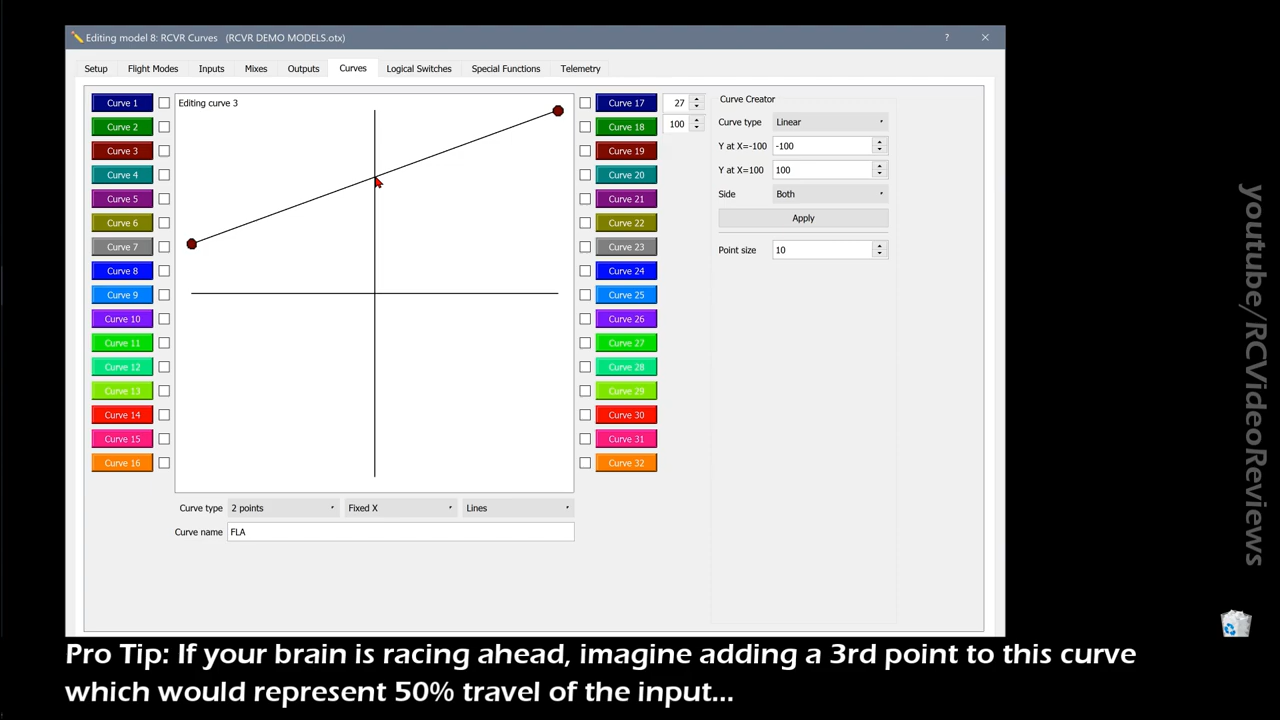 Editing model 8: RCVR Curves (RCVR DEMO MODELS.otx)
?
Setup
Flight Modes
Inputs
Mixes
Outputs
Curves
Logical Switches
Special Functions
Telemetry
Curve 1
Curve 2
Curve 3
Curve 4
Curve 5
Curve 6
Curve 7
Curve 8
Curve 9
Curve 10
Curve 11
Curve 12
Curve 13
Curve 14
Curve 15
Curve 16
Editing curve 3
Curve type 2 points Fixed X Lines
Curve name FLA
Curve 17
Curve 18
Curve 19
Curve 20
Curve 21
Curve 22
Curve 23
Curve 24
Curve 25
Curve 26
Curve 27
Curve 28
Curve 29
Curve 30
Curve 31
Curve 32
27
100
Curve Creator
Curve type Linear
Y at X=-100 -100
Y at X=100 100
Side Both
Apply
Point size 10
youtube/RCVideoReviews
Pro Tip: If your brain is racing ahead, imagine adding a 3rd point to this curve
which would represent 50% travel of the input...